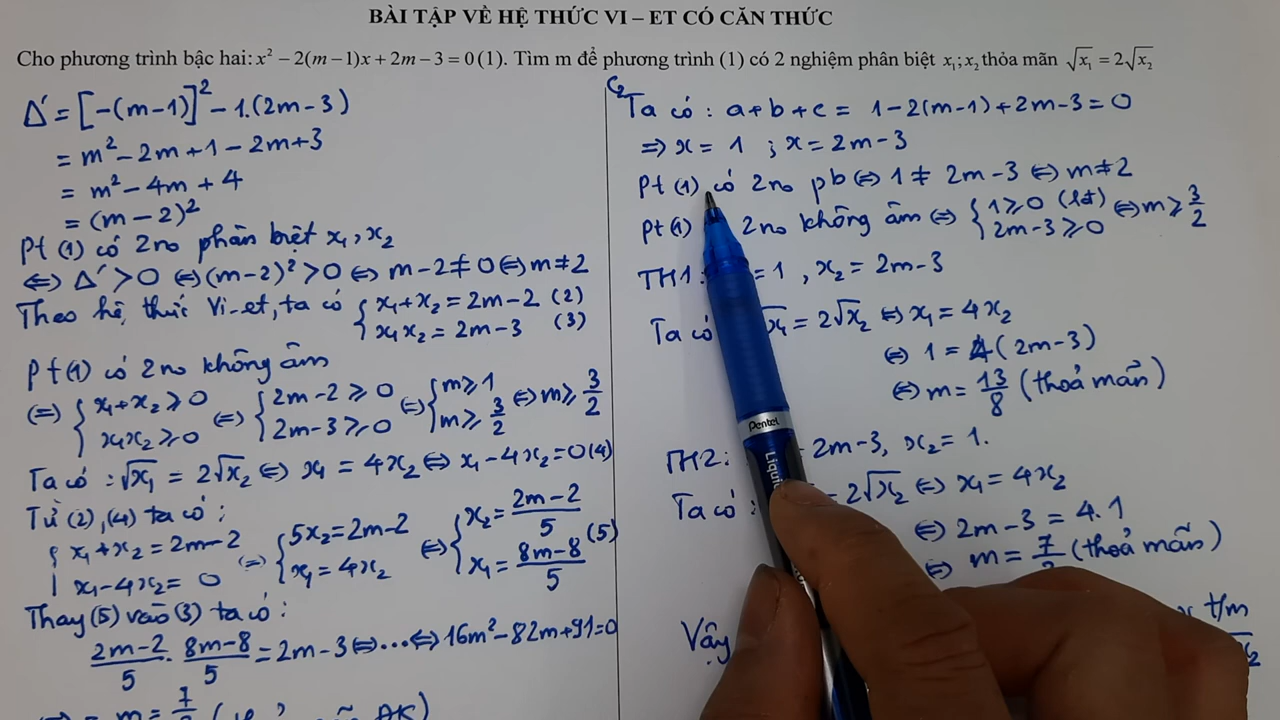 BÀI TẬP VỀ HỆ THỨC VI – ET CÓ CĂN THỨC
Cho phương trình bậc hai: x² − 2(m−1)x + 2m − 3 = 0 (1). Tìm m để phương trình (1) có 2 nghiệm phân biệt x₁; x₂ thỏa mãn √x₁ = 2√x₂
Δ' = [-(m-1)]² - 1.(2m-3)
= m² - 2m + 1 - 2m + 3
= m² - 4m + 4
= (m-2)²
Pt (1) có 2 no phân biệt x₁, x₂
⇔ Δ' > 0 ⇔ (m-2)² > 0 ⇔ m-2 ≠ 0 ⇔ m ≠ 2
Theo hệ thức Vi-et, ta có { x₁+x₂ = 2m-2 (2)
x₁x₂ = 2m-3 (3)
Pt (1) có 2 no không âm
⇔ { x₁+x₂ ≥ 0 ⇔ { 2m-2 ≥ 0 ⇔ { m ≥ 1
x₁x₂ ≥ 0 2m-3 ≥ 0 m ≥ 3/2 ⇔ m ≥ 3/2
Ta có: √x₁ = 2√x₂ ⇔ x₁ = 4x₂ ⇔ x₁ - 4x₂ = 0 (4)
Từ (2), (4) ta có:
{ x₁+x₂ = 2m-2 ⇔ { 5x₂ = 2m-2 ⇔ { x₂ = (2m-2)/5
x₁-4x₂ = 0 x₁ = 4x₂ x₁ = (8m-8)/5 (5)
Thay (5) vào (3) ta có:
(2m-2)/5 . (8m-8)/5 = 2m-3 ⇔ ... ⇔ 16m² - 82m + 91 = 0
m = 7/
C₂
Ta có: a+b+c = 1-2(m-1)+2m-3 = 0
⇒ x = 1 ; x = 2m-3
Pt (1) có 2 no pb ⇔ 1 ≠ 2m-3 ⇔ m ≠ 2
Pt (1) 2 no không âm ⇔ { 1 ≥ 0 (lđ)
2m-3 ≥ 0 ⇔ m ≥ 3/2
TH1: = 1, x₂ = 2m-3
Ta có √x₁ = 2√x₂ ⇔ x₁ = 4x₂
⇔ 1 = 4(2m-3)
⇔ m = 13/8 (thoả mãn)
TH2: 2m-3, x₂ = 1.
Ta có: 2√x₂ ⇔ x₁ = 4x₂
⇔ 2m-3 = 4.1
⇔ m = 7/ (thoả mãn)
Vậy t/m
Pentel